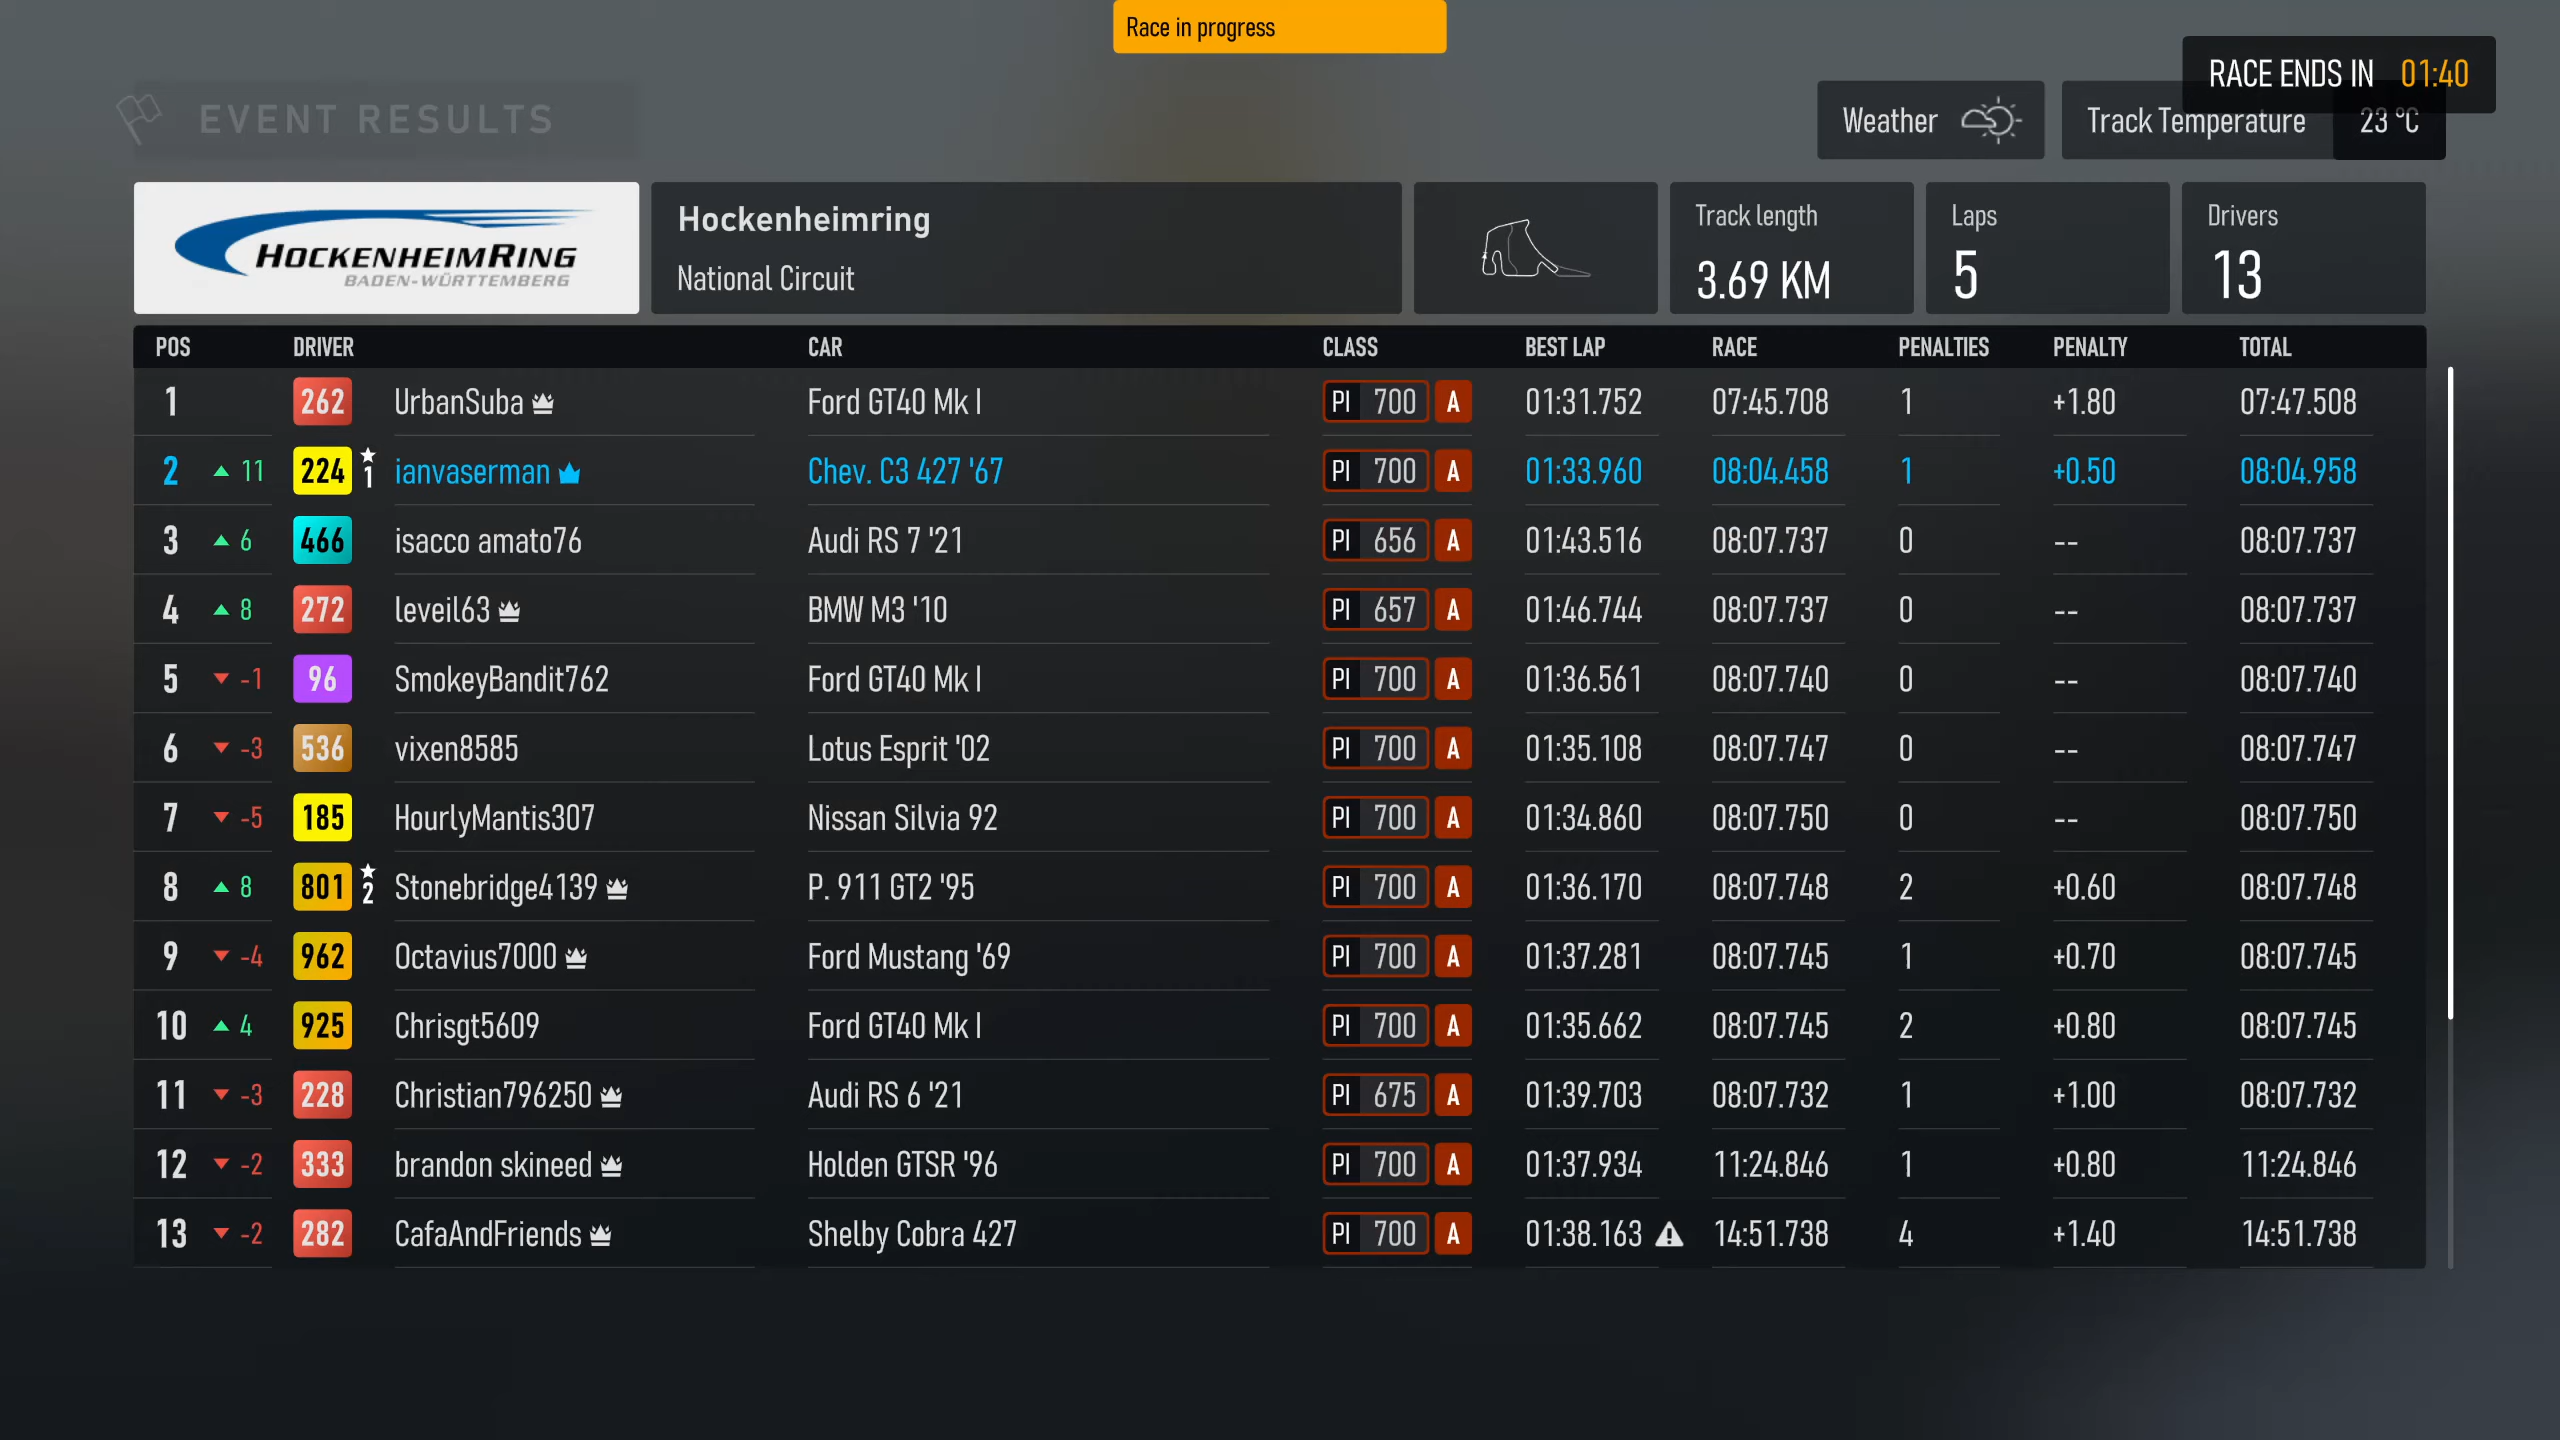 Race in progress
RACE ENDS IN 01:40
EVENT RESULTS
Weather
Track Temperature 23 °C
HOCKENHEIMRING
BADEN-WÜRTTEMBERG
Hockenheimring
National Circuit
Track length
3.69 KM
Laps
5
Drivers
13
POS DRIVER CAR CLASS BEST LAP RACE PENALTIES PENALTY TOTAL
1 262 UrbanSuba Ford GT40 Mk I PI 700 A 01:31.752 07:45.708 1 +1.80 07:47.508
2 11 224 1 ianvaserman Chev. C3 427 '67 PI 700 A 01:33.960 08:04.458 1 +0.50 08:04.958
3 6 466 isacco amato76 Audi RS 7 '21 PI 656 A 01:43.516 08:07.737 0 -- 08:07.737
4 8 272 leveil63 BMW M3 '10 PI 657 A 01:46.744 08:07.737 0 -- 08:07.737
5 -1 96 SmokeyBandit762 Ford GT40 Mk I PI 700 A 01:36.561 08:07.740 0 -- 08:07.740
6 -3 536 vixen8585 Lotus Esprit '02 PI 700 A 01:35.108 08:07.747 0 -- 08:07.747
7 -5 185 HourlyMantis307 Nissan Silvia 92 PI 700 A 01:34.860 08:07.750 0 -- 08:07.750
8 8 801 2 Stonebridge4139 P. 911 GT2 '95 PI 700 A 01:36.170 08:07.748 2 +0.60 08:07.748
9 -4 962 Octavius7000 Ford Mustang '69 PI 700 A 01:37.281 08:07.745 1 +0.70 08:07.745
10 4 925 Chrisgt5609 Ford GT40 Mk I PI 700 A 01:35.662 08:07.745 2 +0.80 08:07.745
11 -3 228 Christian796250 Audi RS 6 '21 PI 675 A 01:39.703 08:07.732 1 +1.00 08:07.732
12 -2 333 brandon skineed Holden GTSR '96 PI 700 A 01:37.934 11:24.846 1 +0.80 11:24.846
13 -2 282 CafaAndFriends Shelby Cobra 427 PI 700 A 01:38.163 14:51.738 4 +1.40 14:51.738